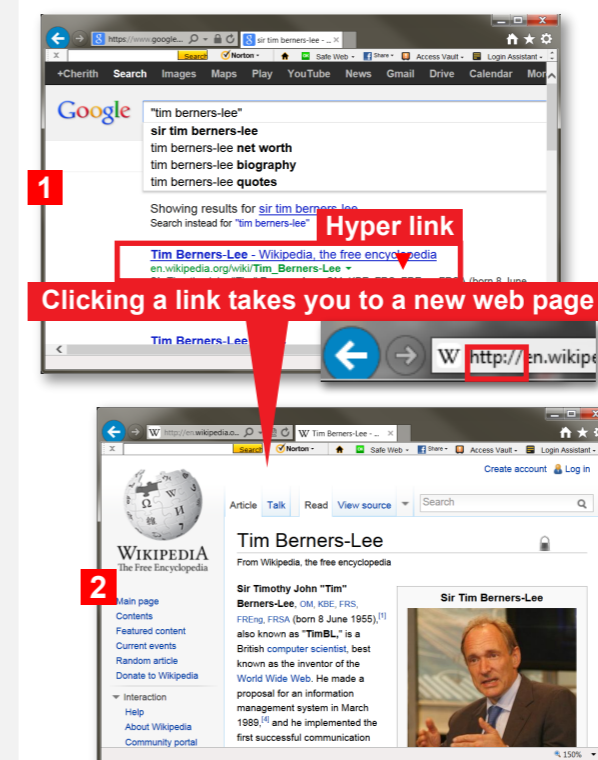 https://www.google...
sir tim berners-lee - ...
x
Search
Norton -
Safe Web -
Share -
Access Vault -
Login Assistant -
+Cherith Search Images Maps Play YouTube News Gmail Drive Calendar Mor
Google
"tim berners-lee"
sir tim berners-lee
tim berners-lee net worth
tim berners-lee biography
tim berners-lee quotes
1
Showing results for sir tim berners-lee
Search instead for "tim berners-lee"
Hyper link
Tim Berners-Lee - Wikipedia, the free encyclopedia
en.wikipedia.org/wiki/Tim_Berners-Lee
(born 8 June
Clicking a link takes you to a new web page
Tim Berners-Lee
W http://en.wikipe
W http://en.wikipedia.o...
W Tim Berners-Lee - ...
x
Search
Norton -
Safe Web -
Share -
Access Vault -
Login Assistant -
Create account Log in
Article Talk Read View source Search
WIKIPEDIA
The Free Encyclopedia
Tim Berners-Lee
From Wikipedia, the free encyclopedia
2
Main page
Contents
Featured content
Current events
Random article
Donate to Wikipedia
Interaction
Help
About Wikipedia
Community portal
Sir Timothy John "Tim"
Berners-Lee, OM, KBE, FRS,
FREng, FRSA (born 8 June 1955),[1]
also known as "TimBL," is a
British computer scientist, best
known as the inventor of the
World Wide Web. He made a
proposal for an information
management system in March
1989,[4] and he implemented the
first successful communication
Sir Tim Berners-Lee
150%